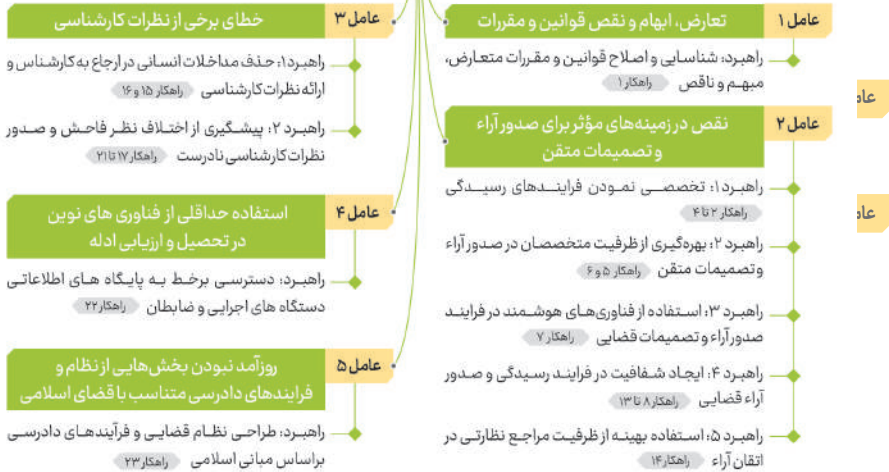 عامل ۱
تعارض، ابهام و نقص قوانین و مقررات
راهبرد: شناسایی و اصلاح قوانین و مقررات متعارض،
مبهم و ناقص راهکار ۱
عامل ۲
نقص در زمینه‌های مؤثر برای صدور آراء
و تصمیمات متقن
راهبرد ۱: تخصصی نمودن فرایندهای رسیدگی
راهکار ۲ تا ۴
راهبرد ۲: بهره‌گیری از ظرفیت متخصصان در صدور آراء
و تصمیمات متقن راهکار ۵ و ۶
راهبرد ۳: استفاده از فناوری‌های هوشمند در فرایند
صدور آراء و تصمیمات قضایی راهکار ۷
راهبرد ۴: ایجاد شفافیت در فرایند رسیدگی و صدور
آراء قضایی راهکار ۸ تا ۱۳
راهبرد ۵: استفاده بهینه از ظرفیت مراجع نظارتی در
اتقان آراء راهکار ۱۴
عامل ۳
خطای برخی از نظرات کارشناسی
راهبرد ۱: حذف مداخلات انسانی در ارجاع به کارشناس و
ارائه نظرات کارشناسی راهکار ۱۵ و ۱۶
راهبرد ۲: پیشگیری از اختلاف نظر فاحش و صدور
نظرات کارشناسی نادرست راهکار ۱۷ تا ۲۱
عامل ۴
استفاده حداقلی از فناوری های نوین
در تحصیل و ارزیابی ادله
راهبرد: دسترسی برخط به پایگاه های اطلاعاتی
دستگاه های اجرایی و ضابطان راهکار ۲۲
عامل ۵
روزآمد نبودن بخش‌هایی از نظام و
فرایندهای دادرسی متناسب با قضای اسلامی
راهبرد: طراحی نظام قضایی و فرآیندهای دادرسی
براساس مبانی اسلامی راهکار ۲۳
عام
عام